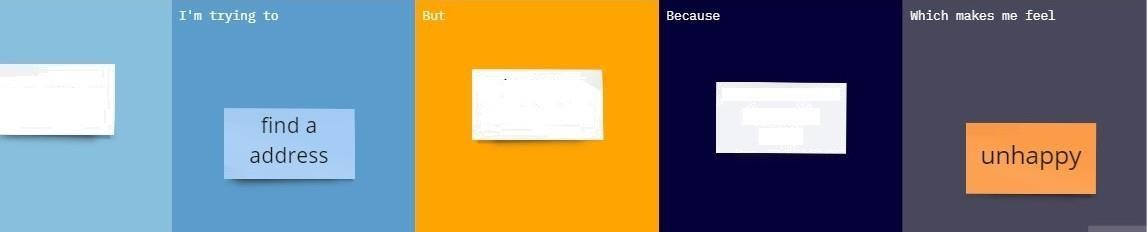 I'm trying to
find a
address
But
Because
Which makes me feel
unhappy